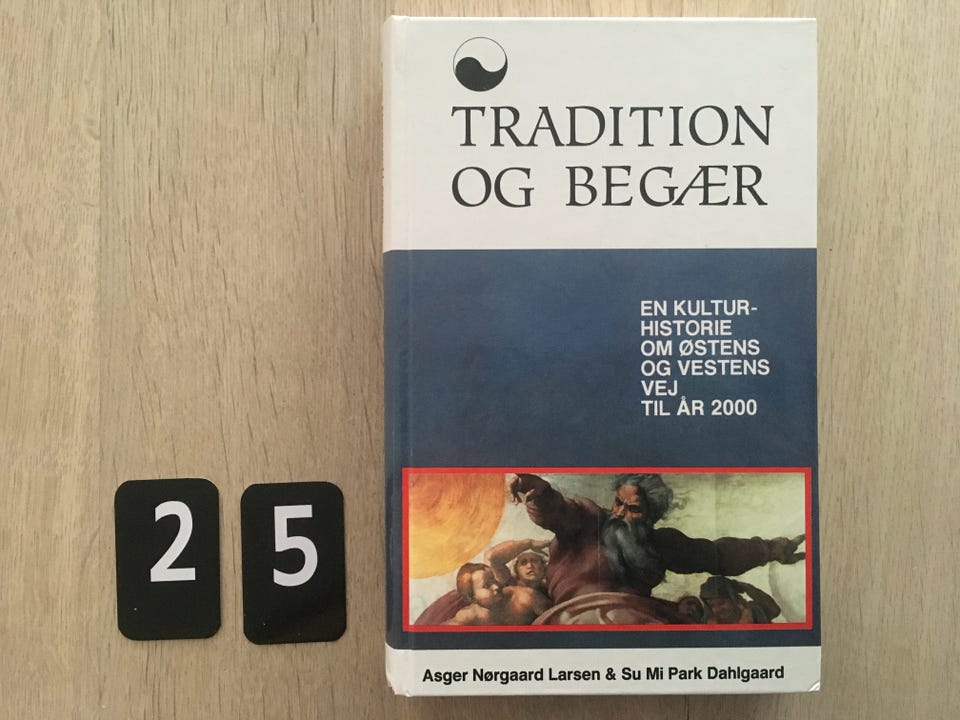 TRADITION
OG BEGÆR
EN KULTUR-
HISTORIE
OM ØSTENS
OG VESTENS
VEJ
TIL ÅR 2000
2 5
Asger Nørgaard Larsen & Su Mi Park Dahlgaard